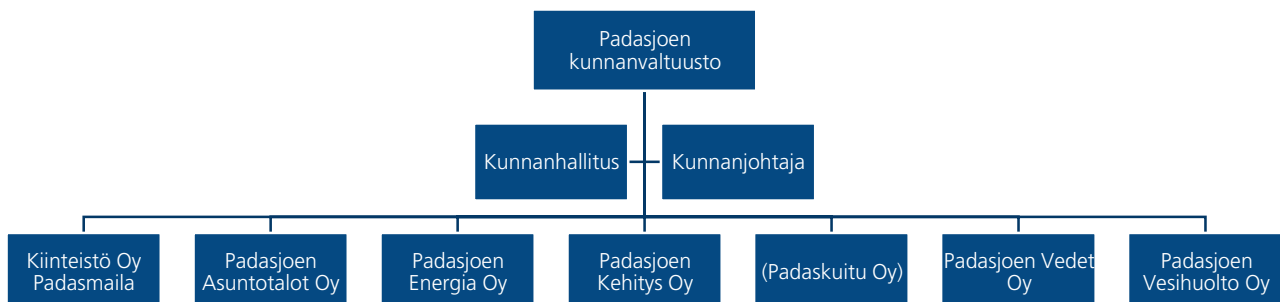 Padasjoen
kunnanvaltuusto
Kunnanhallitus
Kunnanjohtaja
Kiinteistö Oy
Padasmaila
Padasjoen
Asuntotalot Oy
Padasjoen
Energia Oy
Padasjoen
Kehitys Oy
(Padaskuitu Oy)
Padasjoen Vedet
Oy
Padasjoen
Vesihuolto Oy